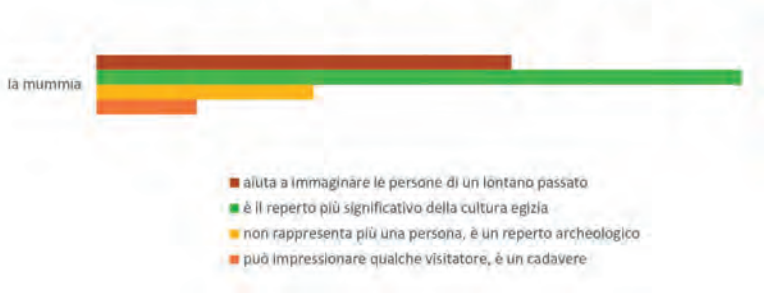 la mummia
aiuta a immaginare le persone di un lontano passato
è il reperto più significativo della cultura egizia
non rappresenta più una persona, è un reperto archeologico
può impressionare qualche visitatore, è un cadavere